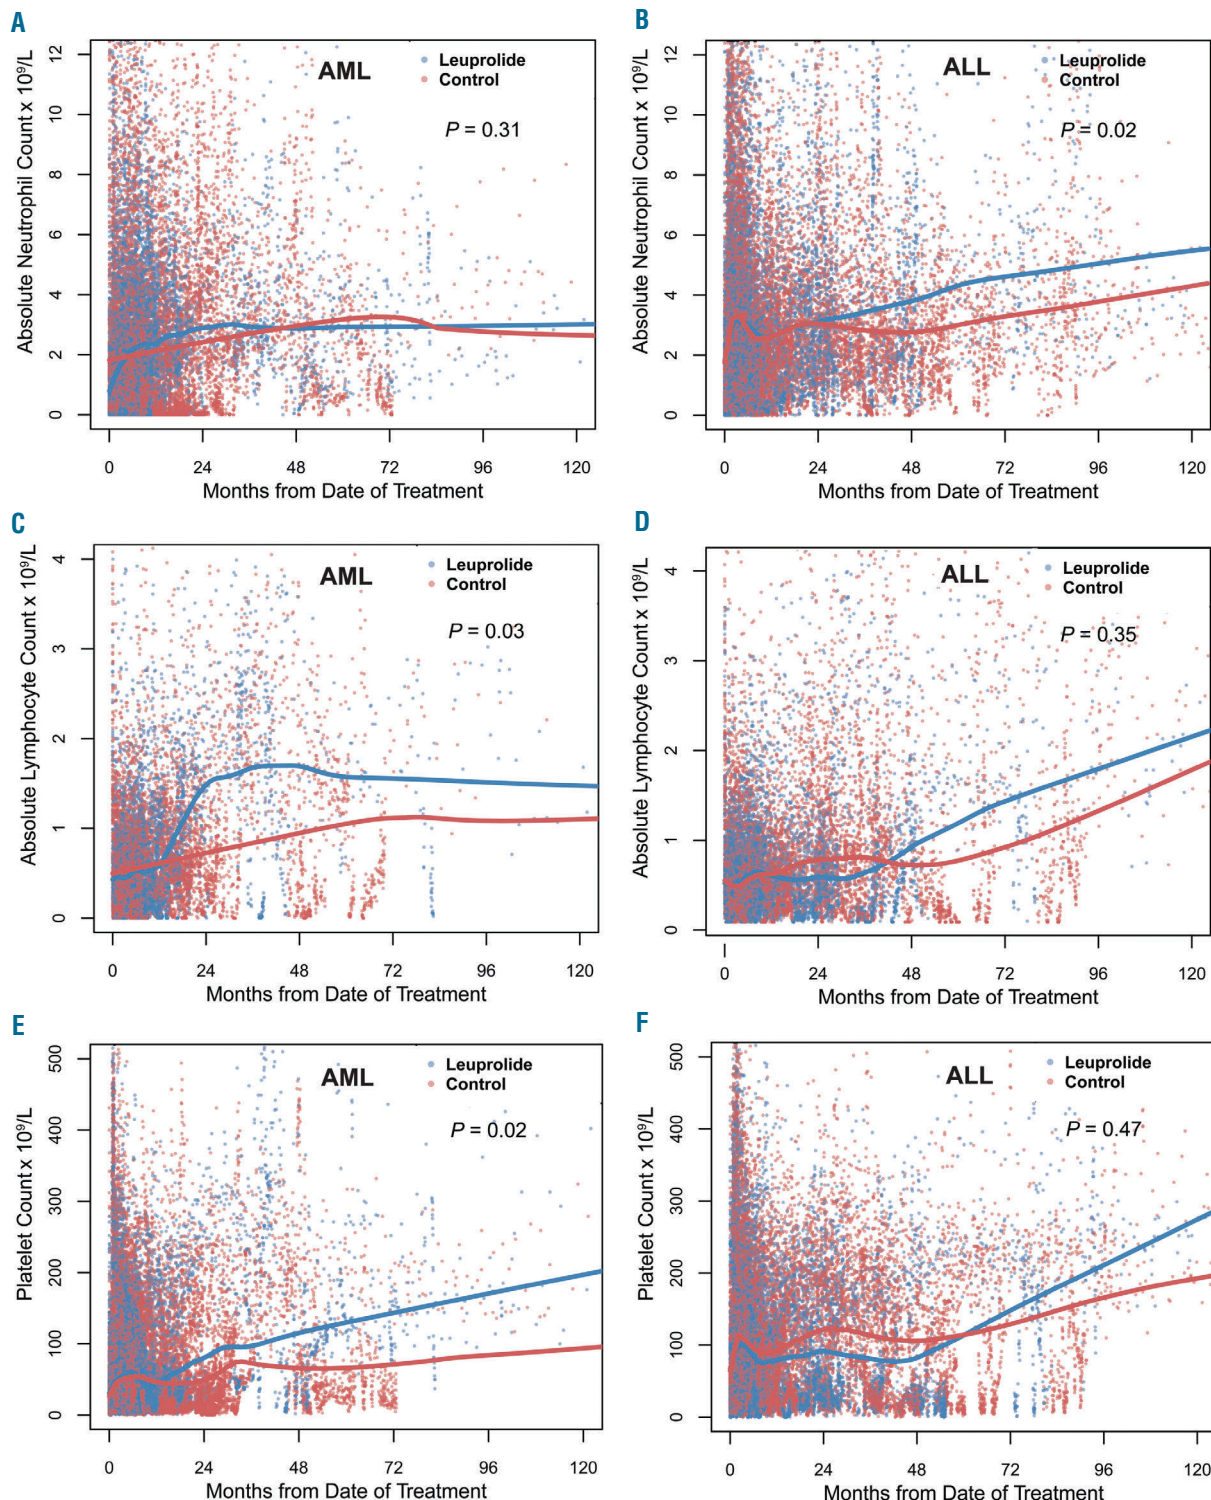 A
AML
Leuprolide
Control
P = 0.31
Absolute Neutrophil Count x 10⁹/L
12
10
8
6
4
2
0
0 24 48 72 96 120
Months from Date of Treatment
B
ALL
Leuprolide
Control
P = 0.02
Absolute Neutrophil Count x 10⁹/L
12
10
8
6
4
2
0
0 24 48 72 96 120
Months from Date of Treatment
C
AML
Leuprolide
Control
P = 0.03
Absolute Lymphocyte Count x 10⁹/L
4
3
2
1
0
0 24 48 72 96 120
Months from Date of Treatment
D
ALL
Leuprolide
Control
P = 0.35
Absolute Lymphocyte Count x 10⁹/L
4
3
2
1
0
0 24 48 72 96 120
Months from Date of Treatment
E
AML
Leuprolide
Control
P = 0.02
Platelet Count x 10⁹/L
500
400
300
200
100
0
0 24 48 72 96 120
Months from Date of Treatment
F
ALL
Leuprolide
Control
P = 0.47
Platelet Count x 10⁹/L
500
400
300
200
100
0
0 24 48 72 96 120
Months from Date of Treatment